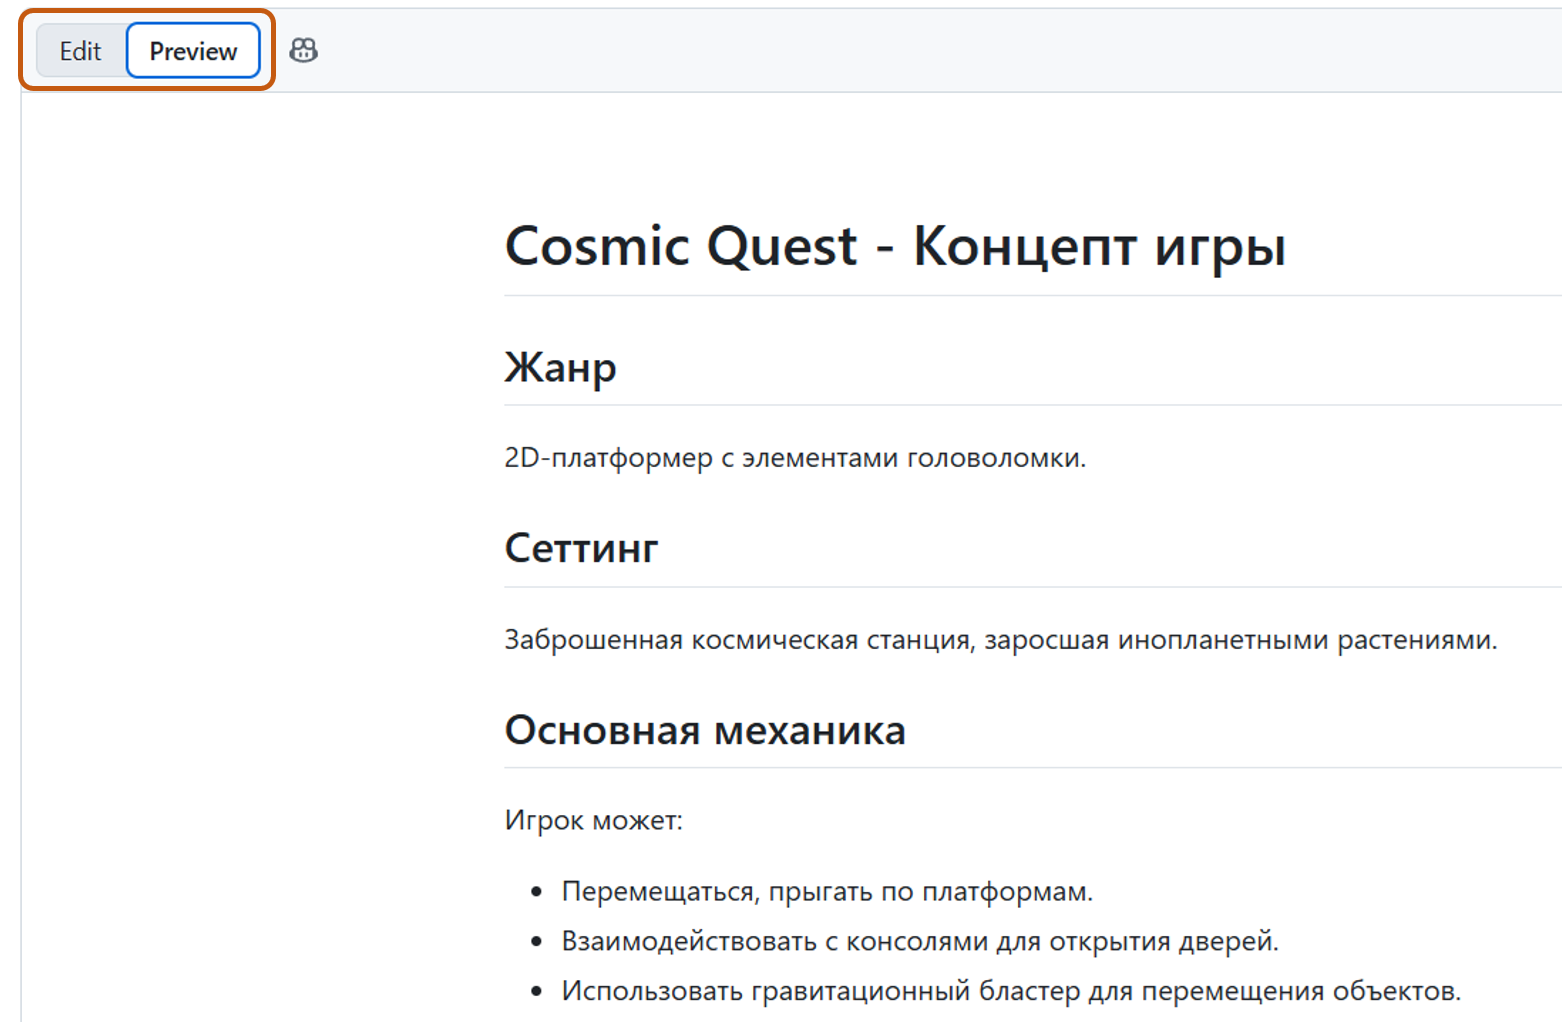 Edit Preview
Cosmic Quest - Концепт игры
Жанр
2D-платформер с элементами головоломки.
Сеттинг
Заброшенная космическая станция, заросшая инопланетными растениями.
Основная механика
Игрок может:
Перемещаться, прыгать по платформам.
Взаимодействовать с консолями для открытия дверей.
Использовать гравитационный бластер для перемещения объектов.